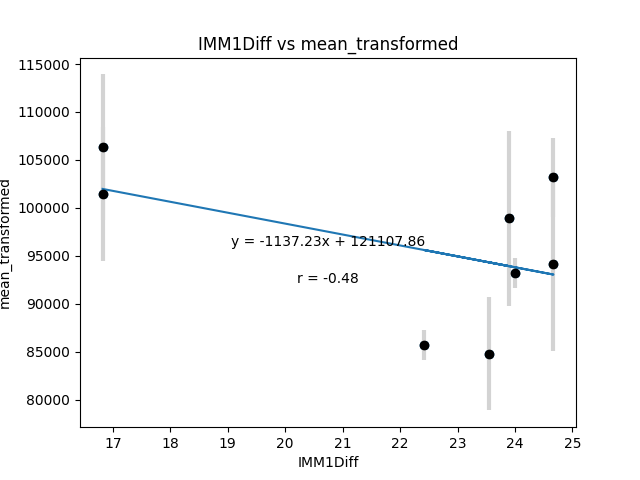 IMM1Diff vs mean_transformed
mean_transformed
115000
110000
105000
100000
95000
90000
85000
80000
y = -1137.23x + 121107.86
r = -0.48
17 18 19 20 21 22 23 24 25
IMM1Diff